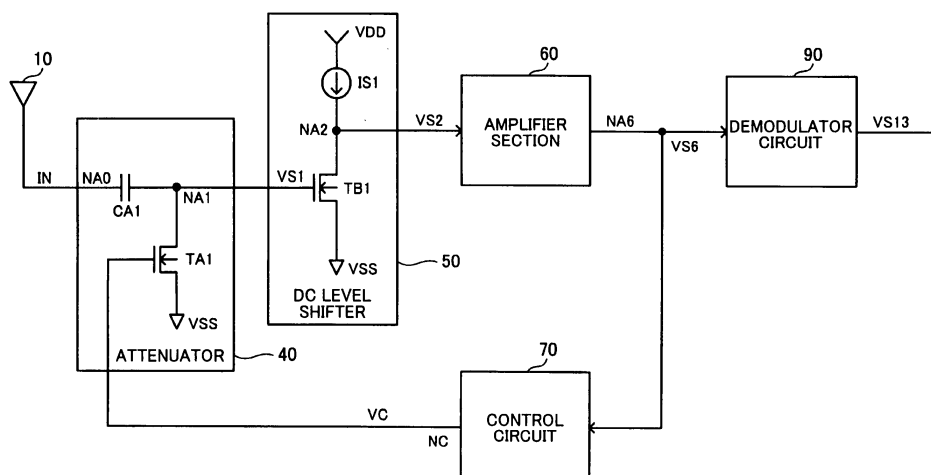 10
IN
NA0
CA1
NA1
TA1
VSS
ATTENUATOR
40
VDD
IS1
NA2
VS1
TB1
VSS
DC LEVEL
SHIFTER
50
VS2
60
AMPLIFIER
SECTION
NA6
VS6
90
DEMODULATOR
CIRCUIT
VS13
70
CONTROL
CIRCUIT
VC
NC